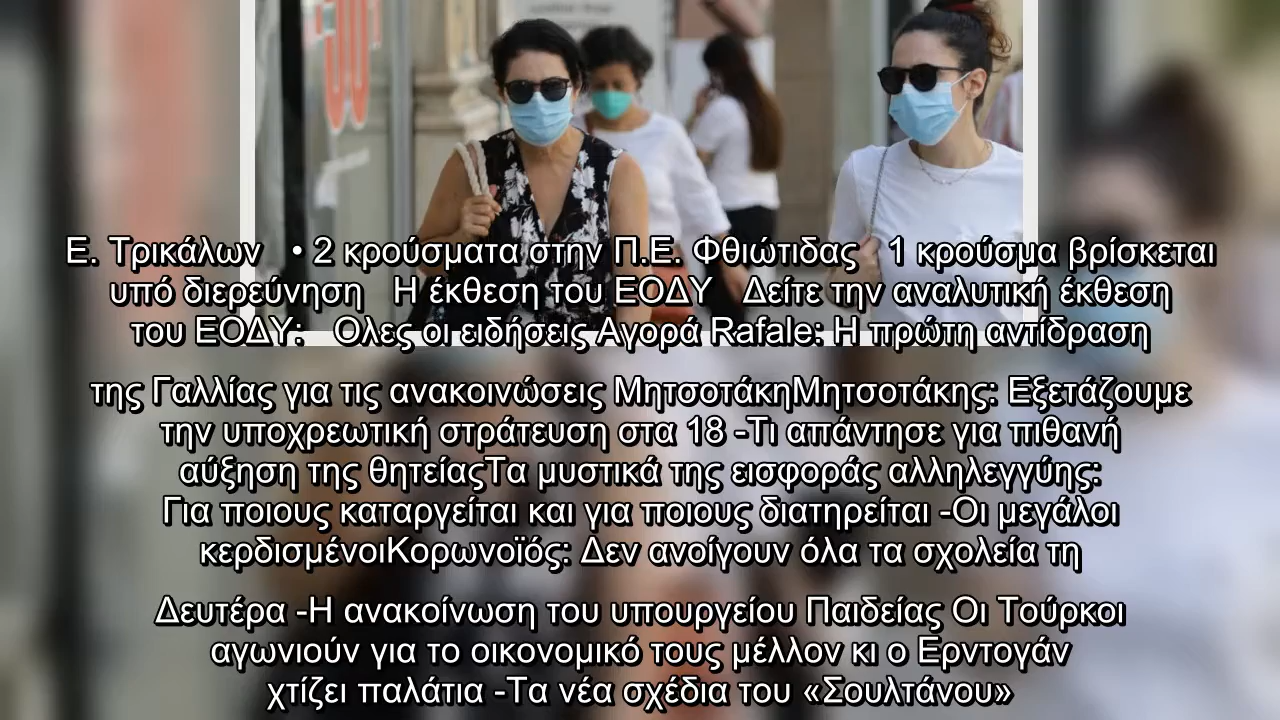 Ε. Τρικάλων • 2 κρούσματα στην Π.Ε. Φθιώτιδας 1 κρούσμα βρίσκεται
υπό διερεύνηση Η έκθεση του ΕΟΔΥ Δείτε την αναλυτική έκθεση
του ΕΟΔΥ: Ολες οι ειδήσεις Αγορά Rafale: Η πρώτη αντίδραση
της Γαλλίας για τις ανακοινώσεις ΜητσοτάκηΜητσοτάκης: Εξετάζουμε
την υποχρεωτική στράτευση στα 18 -Τι απάντησε για πιθανή
αύξηση της θητείαςΤα μυστικά της εισφοράς αλληλεγγύης:
Για ποιους καταργείται και για ποιους διατηρείται -Οι μεγάλοι
κερδισμένοιΚορωνοϊός: Δεν ανοίγουν όλα τα σχολεία τη
Δευτέρα -Η ανακοίνωση του υπουργείου Παιδείας Οι Τούρκοι
αγωνιούν για το οικονομικό τους μέλλον κι ο Ερντογάν
χτίζει παλάτια -Τα νέα σχέδια του «Σουλτάνου»